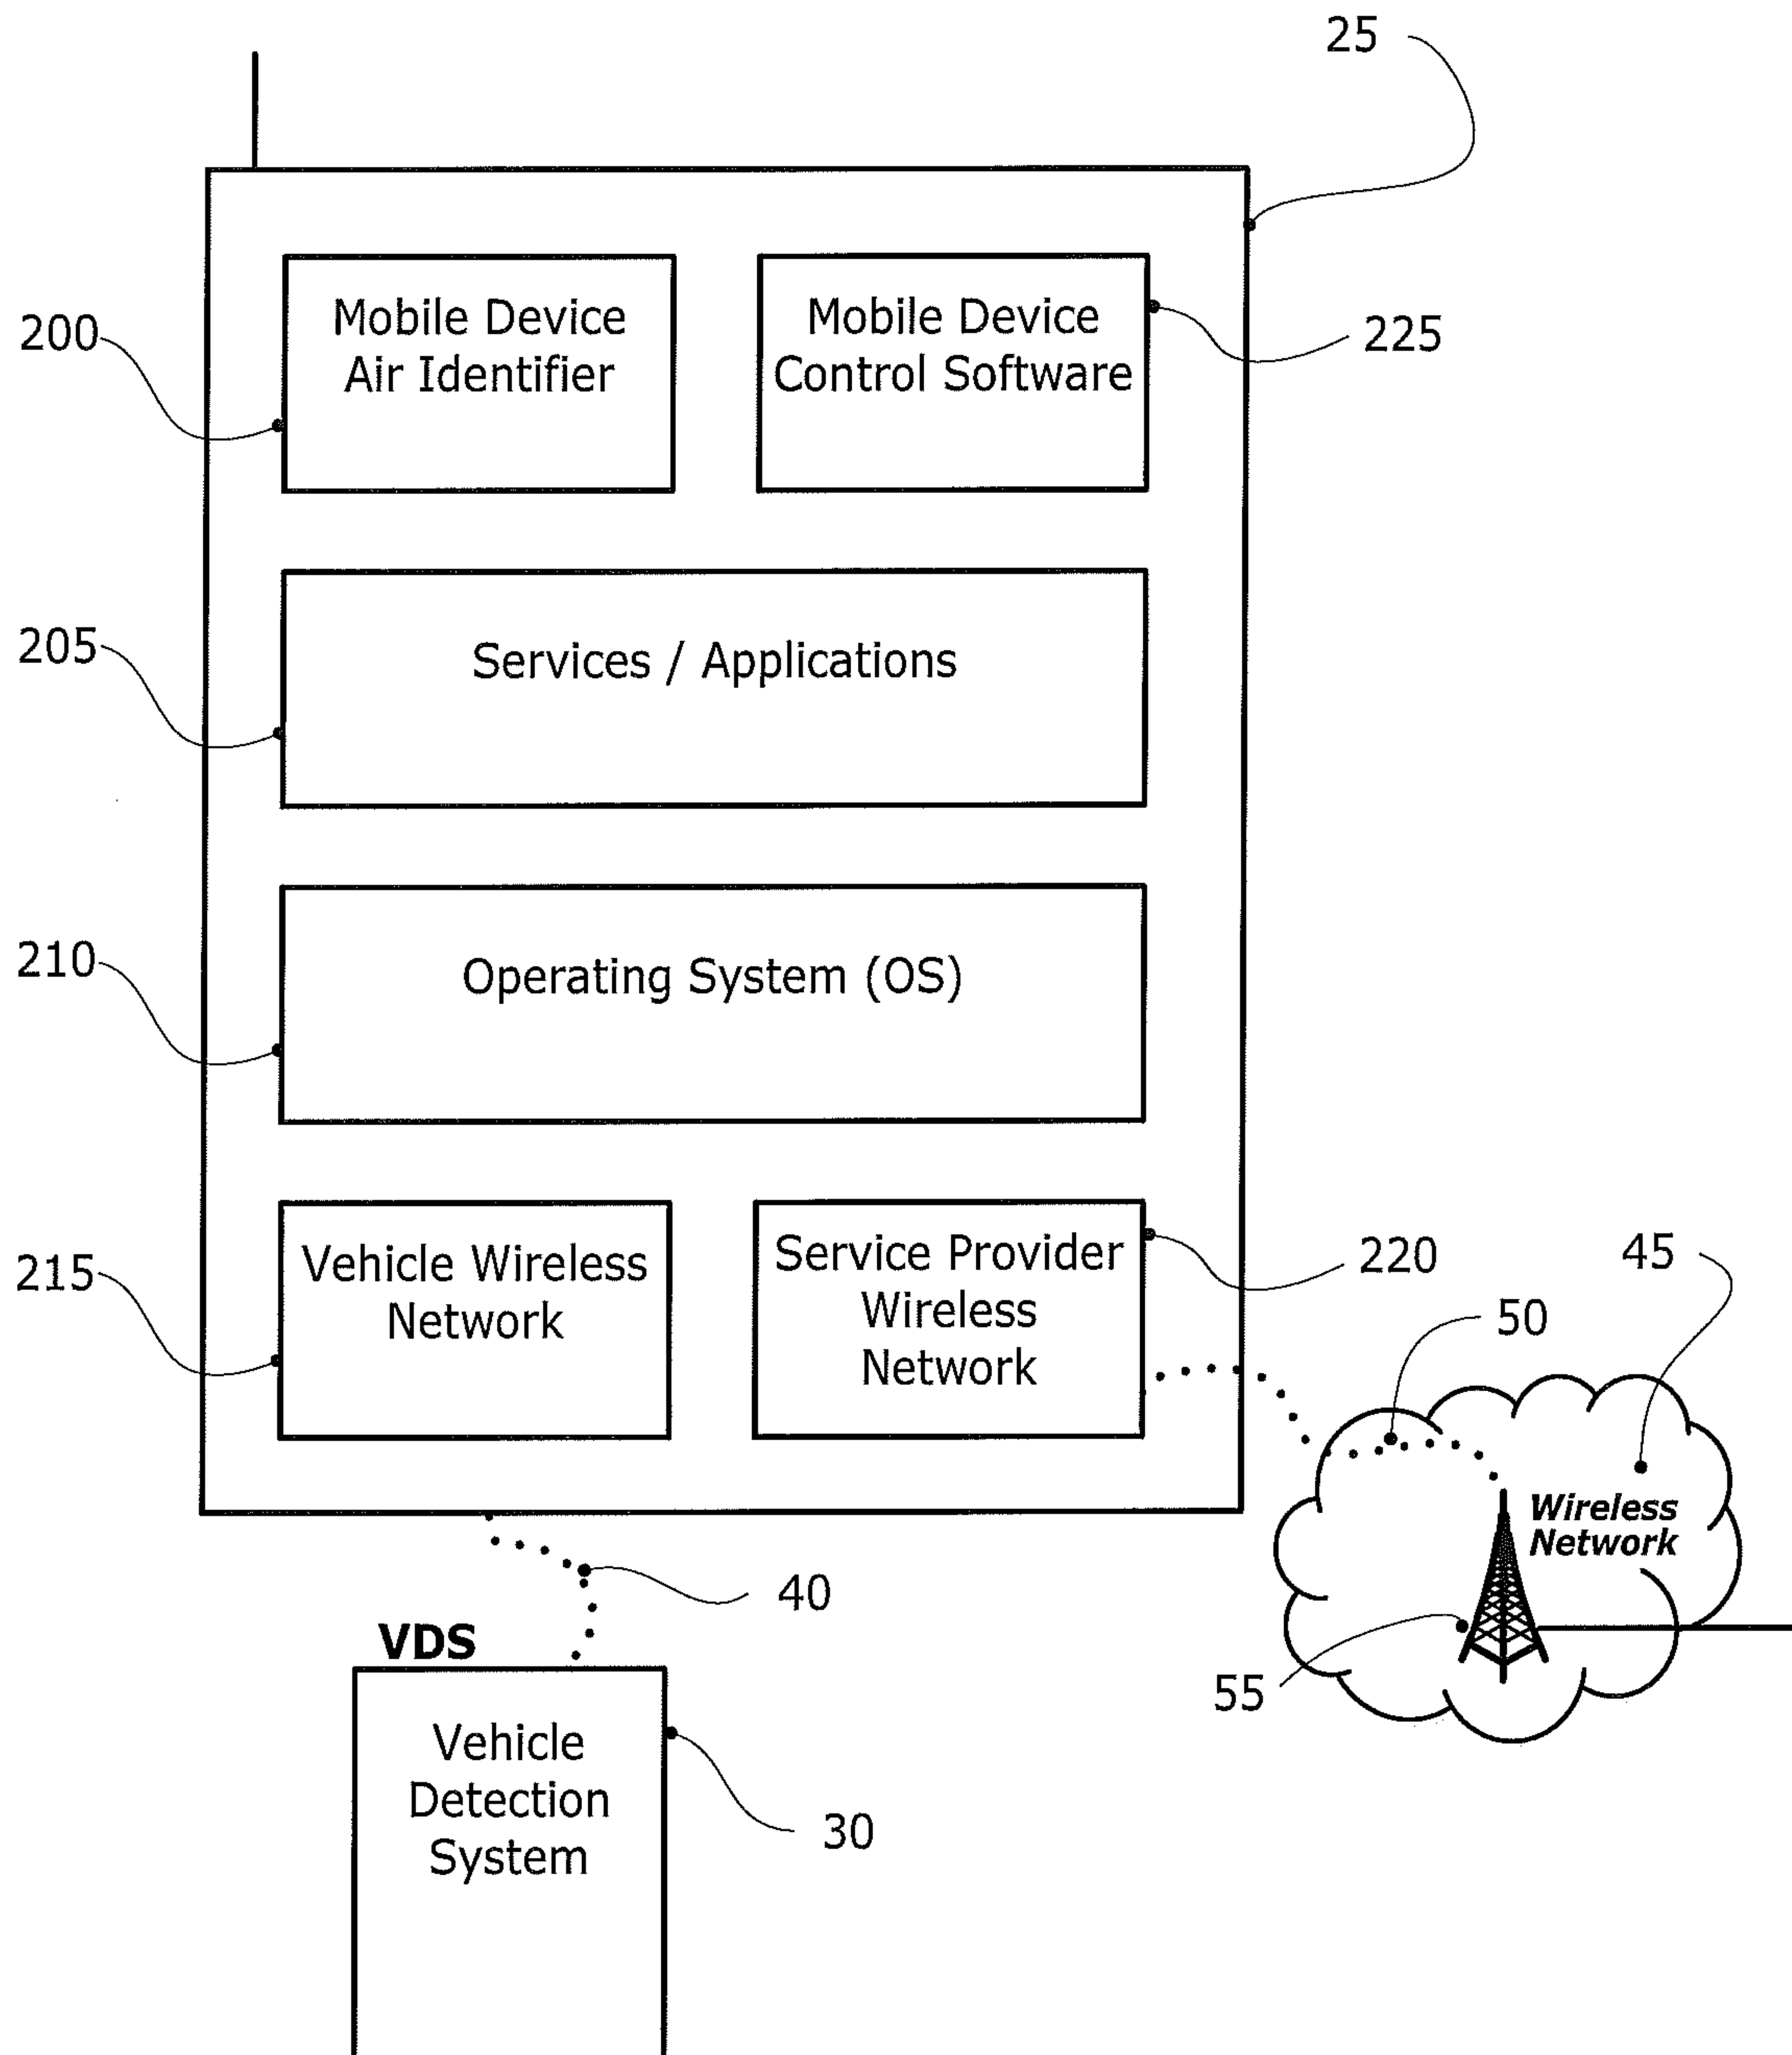 25
Mobile Device
Air Identifier
Mobile Device
Control Software
200
225
Services / Applications
205
Operating System (OS)
210
Vehicle Wireless
Network
Service Provider
Wireless
Network
215
220
45
50
Wireless
Network
40
VDS
55
Vehicle
Detection
System
30